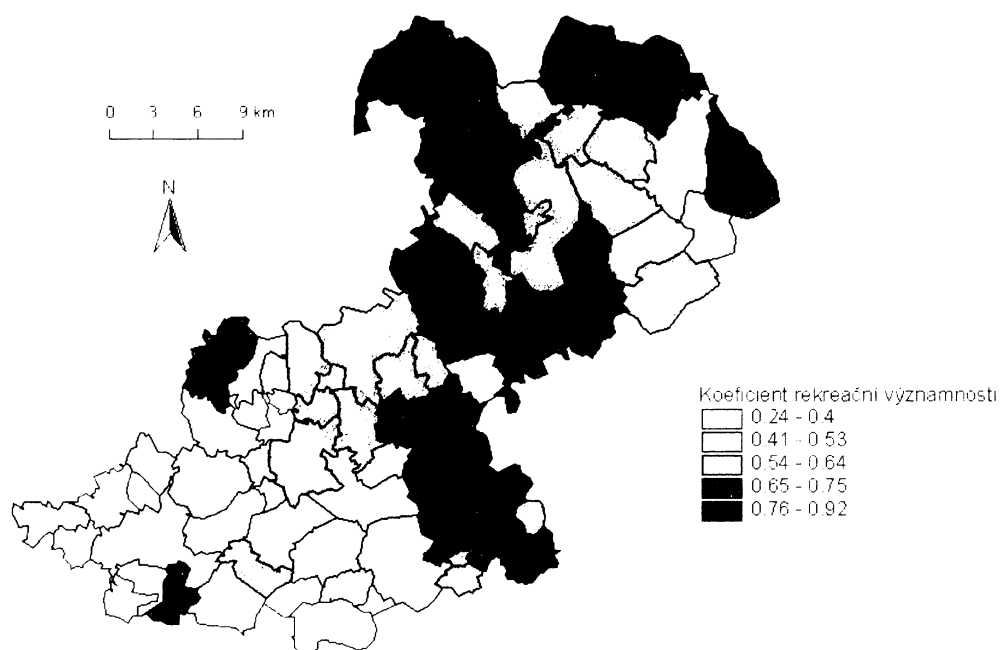 0 3 6 9 km
N
Koeficient rekreační významnosti
0.24 - 0.4
0.41 - 0.53
0.54 - 0.64
0.65 - 0.75
0.76 - 0.92